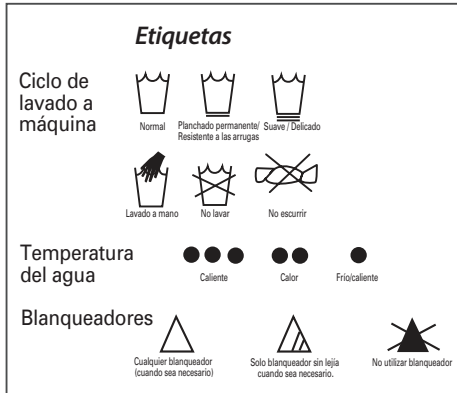 Etiquetas
Ciclo de
lavado a
máquina
Normal
Planchado permanente/
Resistente a las arrugas
Suave / Delicado
Lavado a mano
No lavar
No escurrir
Temperatura
del agua
Caliente
Calor
Frío/caliente
Blanqueadores
Cualquier blanqueador
(cuando sea necesario)
Solo blanqueador sin lejía
cuando sea necesario.
No utilizar blanqueador